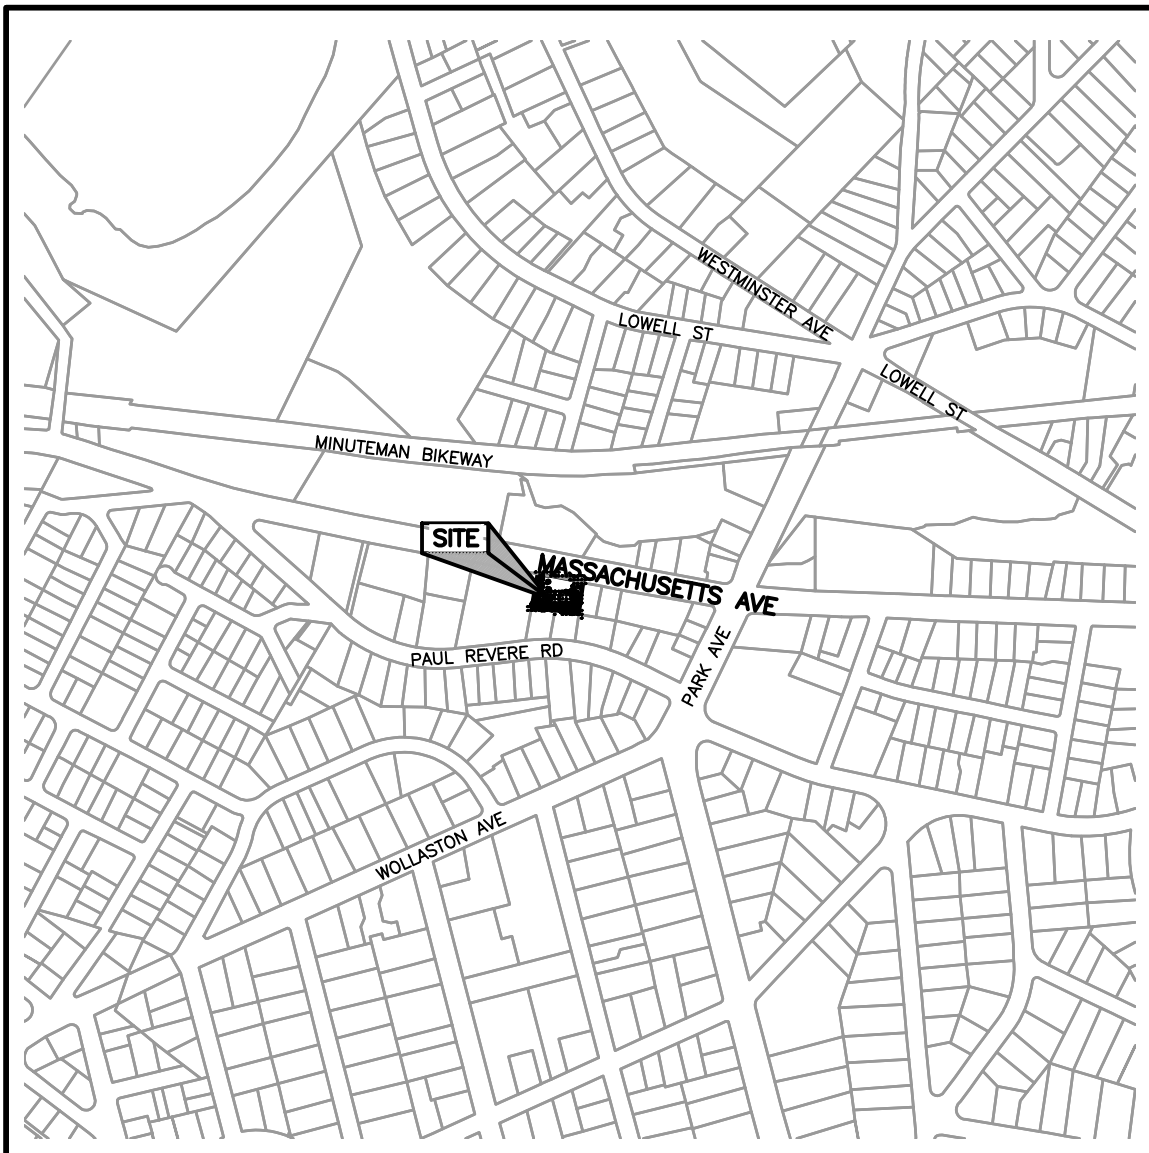 WESTMINSTER AVE
LOWELL ST
LOWELL ST
MINUTEMAN BIKEWAY
SITE
MASSACHUSETTS AVE
PAUL REVERE RD
PARK AVE
WOLLASTON AVE